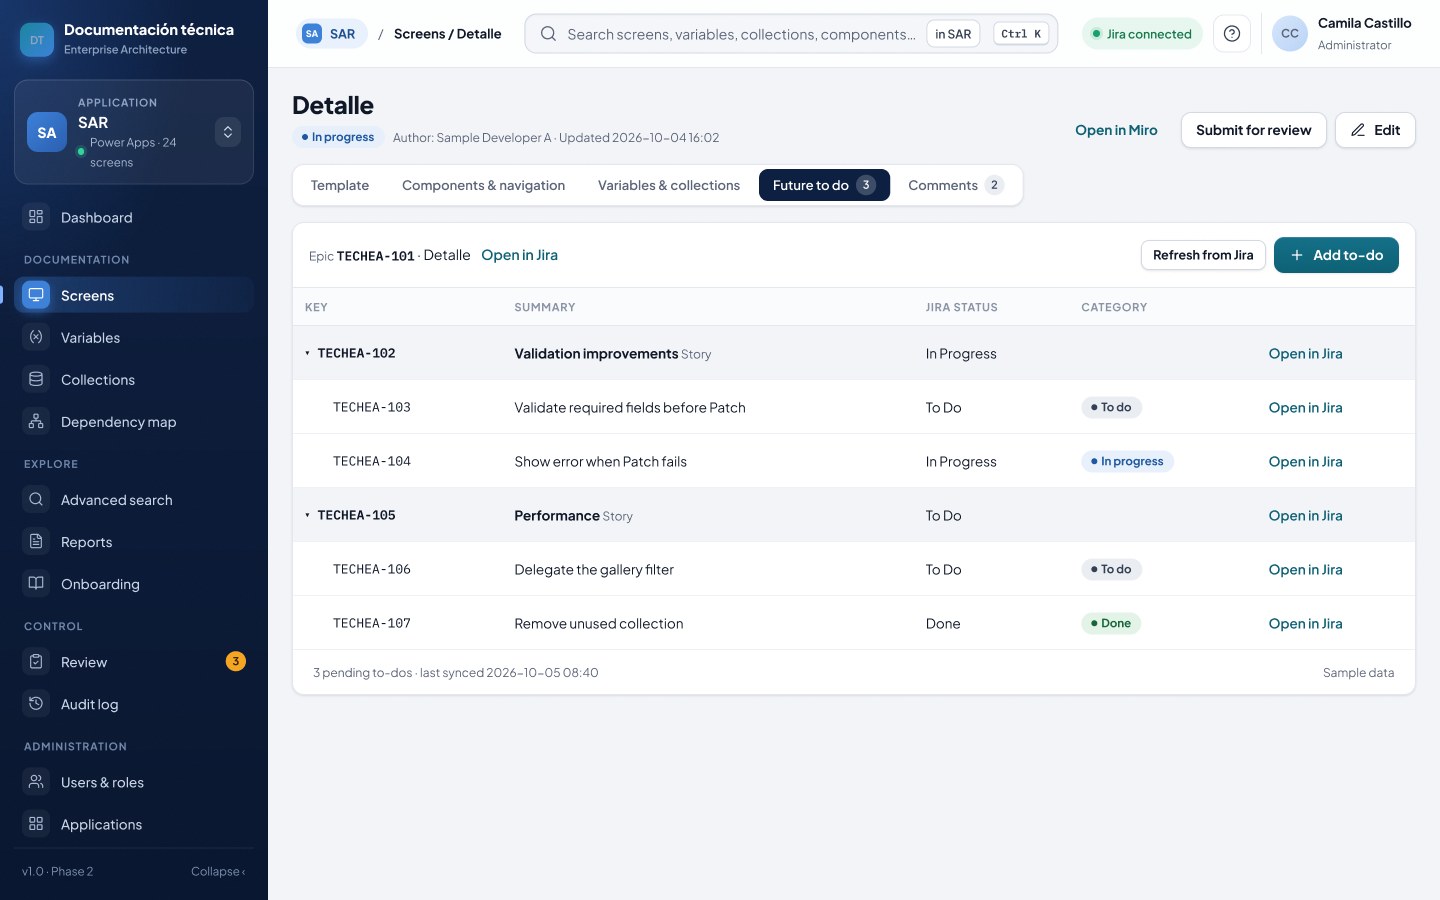 DT
Documentación técnica
Enterprise Architecture
APPLICATION
SA
SAR
Power Apps · 24
screens
Dashboard
DOCUMENTATION
Screens
Variables
Collections
Dependency map
EXPLORE
Advanced search
Reports
Onboarding
CONTROL
Review 3
Audit log
ADMINISTRATION
Users & roles
Applications
v1.0 · Phase 2 Collapse ‹
SA SAR / Screens / Detalle
Search screens, variables, collections, components... in SAR Ctrl K
Jira connected
CC
Camila Castillo
Administrator
Detalle
In progress Author: Sample Developer A · Updated 2026-10-04 16:02
Open in Miro Submit for review Edit
Template Components & navigation Variables & collections Future to do 3 Comments 2
Epic TECHEA-101 · Detalle Open in Jira Refresh from Jira + Add to-do
KEY SUMMARY JIRA STATUS CATEGORY
TECHEA-102 Validation improvements Story In Progress Open in Jira
TECHEA-103 Validate required fields before Patch To Do To do Open in Jira
TECHEA-104 Show error when Patch fails In Progress In progress Open in Jira
TECHEA-105 Performance Story To Do Open in Jira
TECHEA-106 Delegate the gallery filter To Do To do Open in Jira
TECHEA-107 Remove unused collection Done Done Open in Jira
3 pending to-dos · last synced 2026-10-05 08:40 Sample data